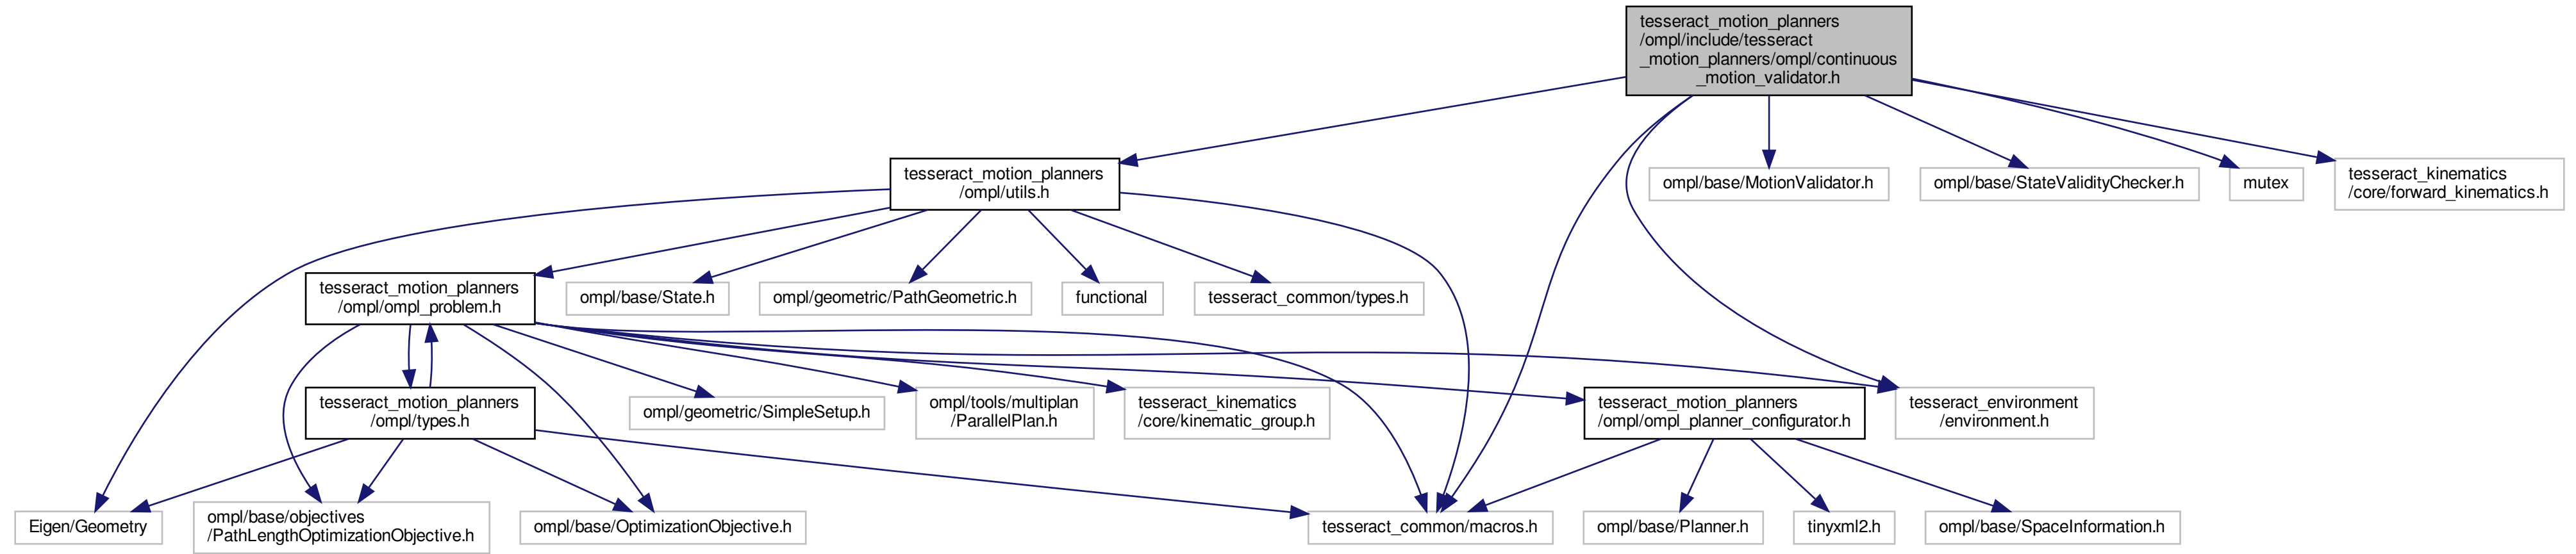 tesseract_motion_planners
/ompl/include/tesseract
_motion_planners/ompl/continuous
_motion_validator.h
tesseract_motion_planners
/ompl/utils.h
ompl/base/MotionValidator.h
ompl/base/StateValidityChecker.h
mutex
tesseract_kinematics
/core/forward_kinematics.h
tesseract_motion_planners
/ompl/ompl_problem.h
ompl/base/State.h
ompl/geometric/PathGeometric.h
functional
tesseract_common/types.h
tesseract_motion_planners
/ompl/types.h
ompl/geometric/SimpleSetup.h
ompl/tools/multiplan
/ParallelPlan.h
tesseract_kinematics
/core/kinematic_group.h
tesseract_motion_planners
/ompl/ompl_planner_configurator.h
tesseract_environment
/environment.h
Eigen/Geometry
ompl/base/objectives
/PathLengthOptimizationObjective.h
ompl/base/OptimizationObjective.h
tesseract_common/macros.h
ompl/base/Planner.h
tinyxml2.h
ompl/base/SpaceInformation.h